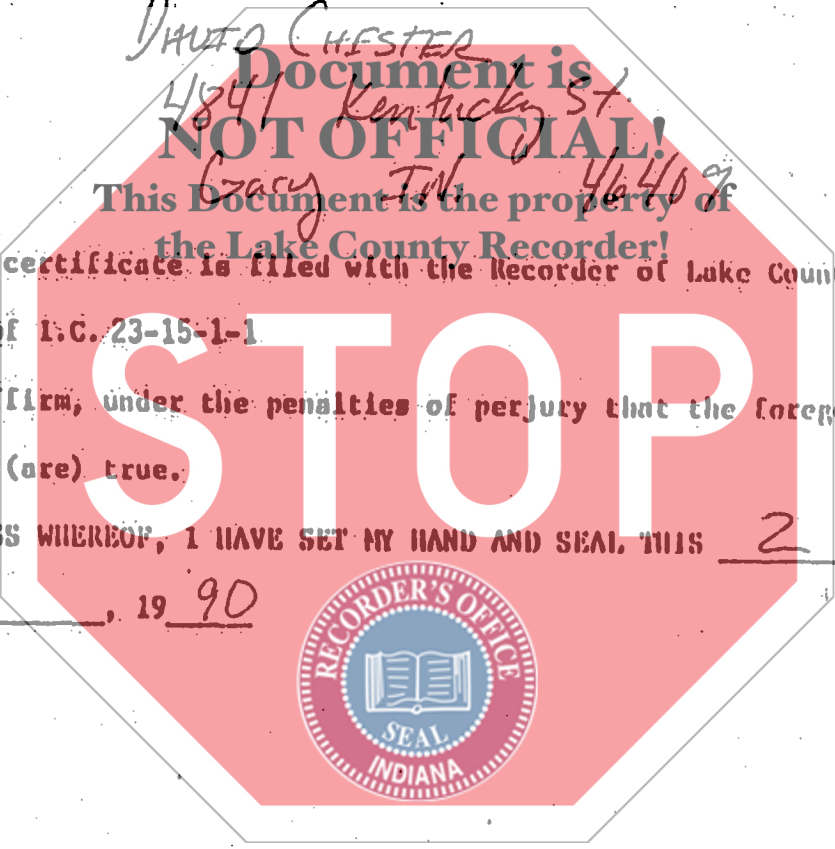 DAVID CHESTER
Document is
4841 Kentucky St.
NOT OFFICIAL!
Gary IN. 46409
This Document is the property of
the Lake County Recorder!
certificate is filed with the Recorder of Lake Coun
f I.C. 23-15-1-1
STOP
firm, under the penalties of perjury that the foreg
(are) true.
SS WHEREOF, I HAVE SET MY HAND AND SEAL THIS 2
, 19 90
RECORDER'S OFFICE
SEAL
INDIANA